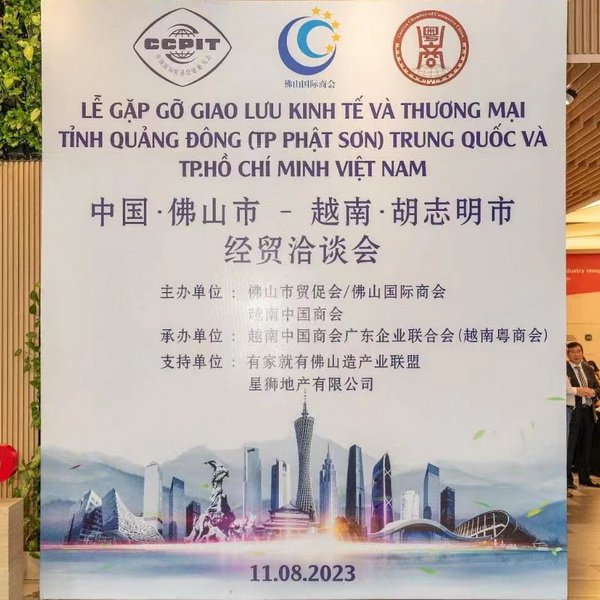 CCPIT
佛山国际商会
粤商
LỄ GẶP GỠ GIAO LƯU KINH TẾ VÀ THƯƠNG MẠI
TỈNH QUẢNG ĐÔNG (TP PHẬT SƠN) TRUNG QUỐC VÀ
TP.HỒ CHÍ MINH VIỆT NAM
中国·佛山市 – 越南·胡志明市
经贸洽谈会
主办单位：佛山市贸促会/佛山国际商会
越南中国商会
承办单位：越南中国商会广东企业联合会(越南粤商会)
支持单位：有家就有佛山造产业联盟
星狮地产有限公司
11.08.2023